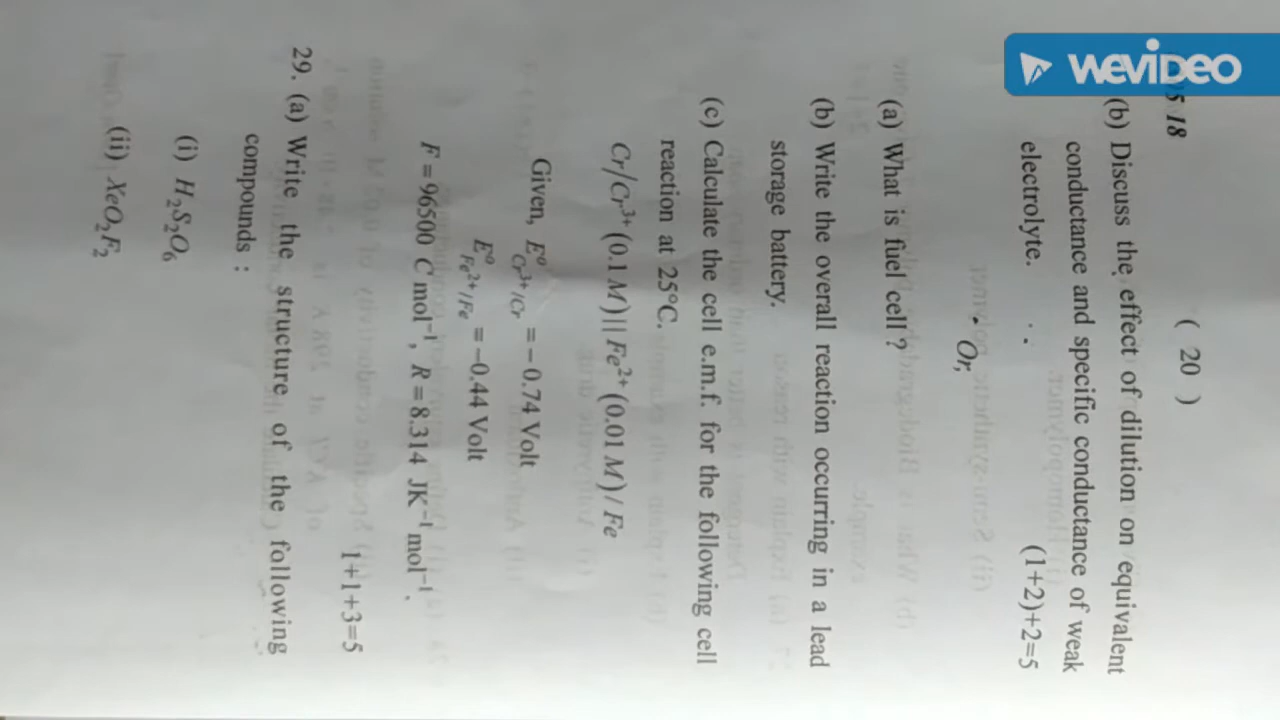 WEVIDEO
5 18
( 20 )
(b) Discuss the effect of dilution on equivalent
conductance and specific conductance of weak
electrolyte. (1+2)+2=5
Or,
(a) What is fuel cell ?
(b) Write the overall reaction occurring in a lead
storage battery.
(c) Calculate the cell e.m.f. for the following cell
reaction at 25°C.
Cr/Cr³⁺(0.1 M)||Fe²⁺(0.01 M)/Fe
Given, E°Cr³⁺/Cr = −0.74 Volt
E°Fe²⁺/Fe = −0.44 Volt
F = 96500 C mol⁻¹, R = 8.314 JK⁻¹ mol⁻¹.
1+1+3=5
29. (a) Write the structure of the following
compounds :
(i) H₂S₂O₆
(ii) XeO₂F₂